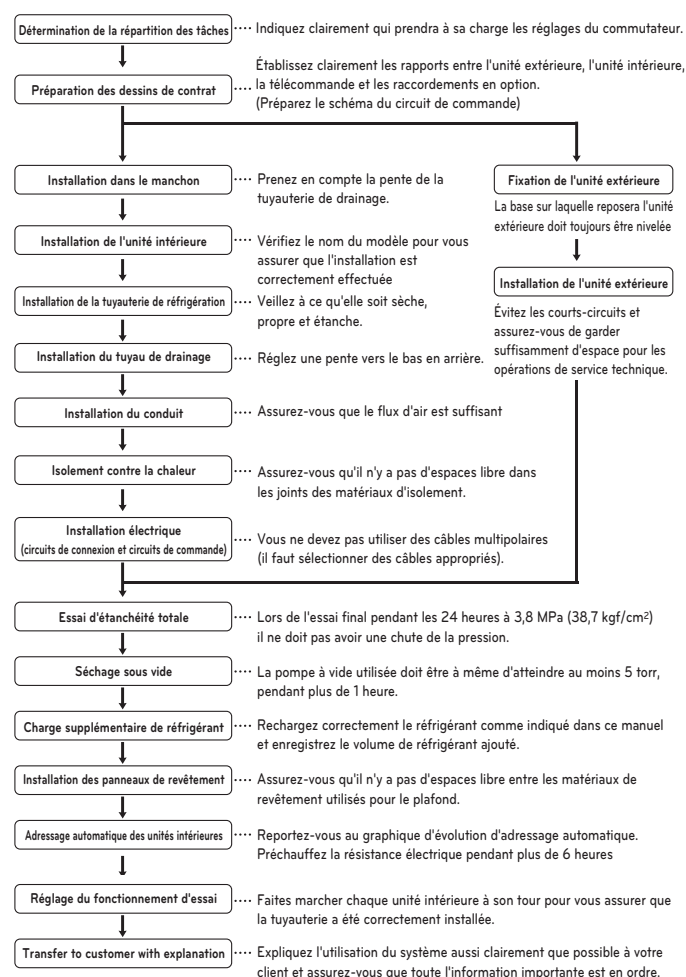 Détermination de la répartition des tâches
Indiquez clairement qui prendra à sa charge les réglages du commutateur.
Préparation des dessins de contrat
Établissez clairement les rapports entre l'unité extérieure, l'unité intérieure,
la télécommande et les raccordements en option.
(Préparez le schéma du circuit de commande)
Installation dans le manchon
Prenez en compte la pente de la
tuyauterie de drainage.
Installation de l'unité intérieure
Vérifiez le nom du modèle pour vous
assurer que l'installation est
correctement effectuée
Installation de la tuyauterie de réfrigération
Veillez à ce qu'elle soit sèche,
propre et étanche.
Installation du tuyau de drainage
Réglez une pente vers le bas en arrière.
Installation du conduit
Assurez-vous que le flux d'air est suffisant
Isolement contre la chaleur
Assurez-vous qu'il n'y a pas d'espaces libre dans
les joints des matériaux d'isolement.
Installation électrique
(circuits de connexion et circuits de commande)
Vous ne devez pas utiliser des câbles multipolaires
(il faut sélectionner des câbles appropriés).
Fixation de l'unité extérieure
La base sur laquelle reposera l'unité
extérieure doit toujours être nivelée
Installation de l'unité extérieure
Évitez les courts-circuits et
assurez-vous de garder
suffisamment d'espace pour les
opérations de service technique.
Essai d'étanchéité totale
Lors de l'essai final pendant les 24 heures à 3,8 MPa (38,7 kgf/cm²)
il ne doit pas avoir une chute de la pression.
Séchage sous vide
La pompe à vide utilisée doit être à même d'atteindre au moins 5 torr,
pendant plus de 1 heure.
Charge supplémentaire de réfrigérant
Rechargez correctement le réfrigérant comme indiqué dans ce manuel
et enregistrez le volume de réfrigérant ajouté.
Installation des panneaux de revêtement
Assurez-vous qu'il n'y a pas d'espaces libre entre les matériaux de
revêtement utilisés pour le plafond.
Adressage automatique des unités intérieures
Reportez-vous au graphique d'évolution d'adressage automatique.
Préchauffez la résistance électrique pendant plus de 6 heures
Réglage du fonctionnement d'essai
Faites marcher chaque unité intérieure à son tour pour vous assurer que
la tuyauterie a été correctement installée.
Transfer to customer with explanation
Expliquez l'utilisation du système aussi clairement que possible à votre
client et assurez-vous que toute l'information importante est en ordre.